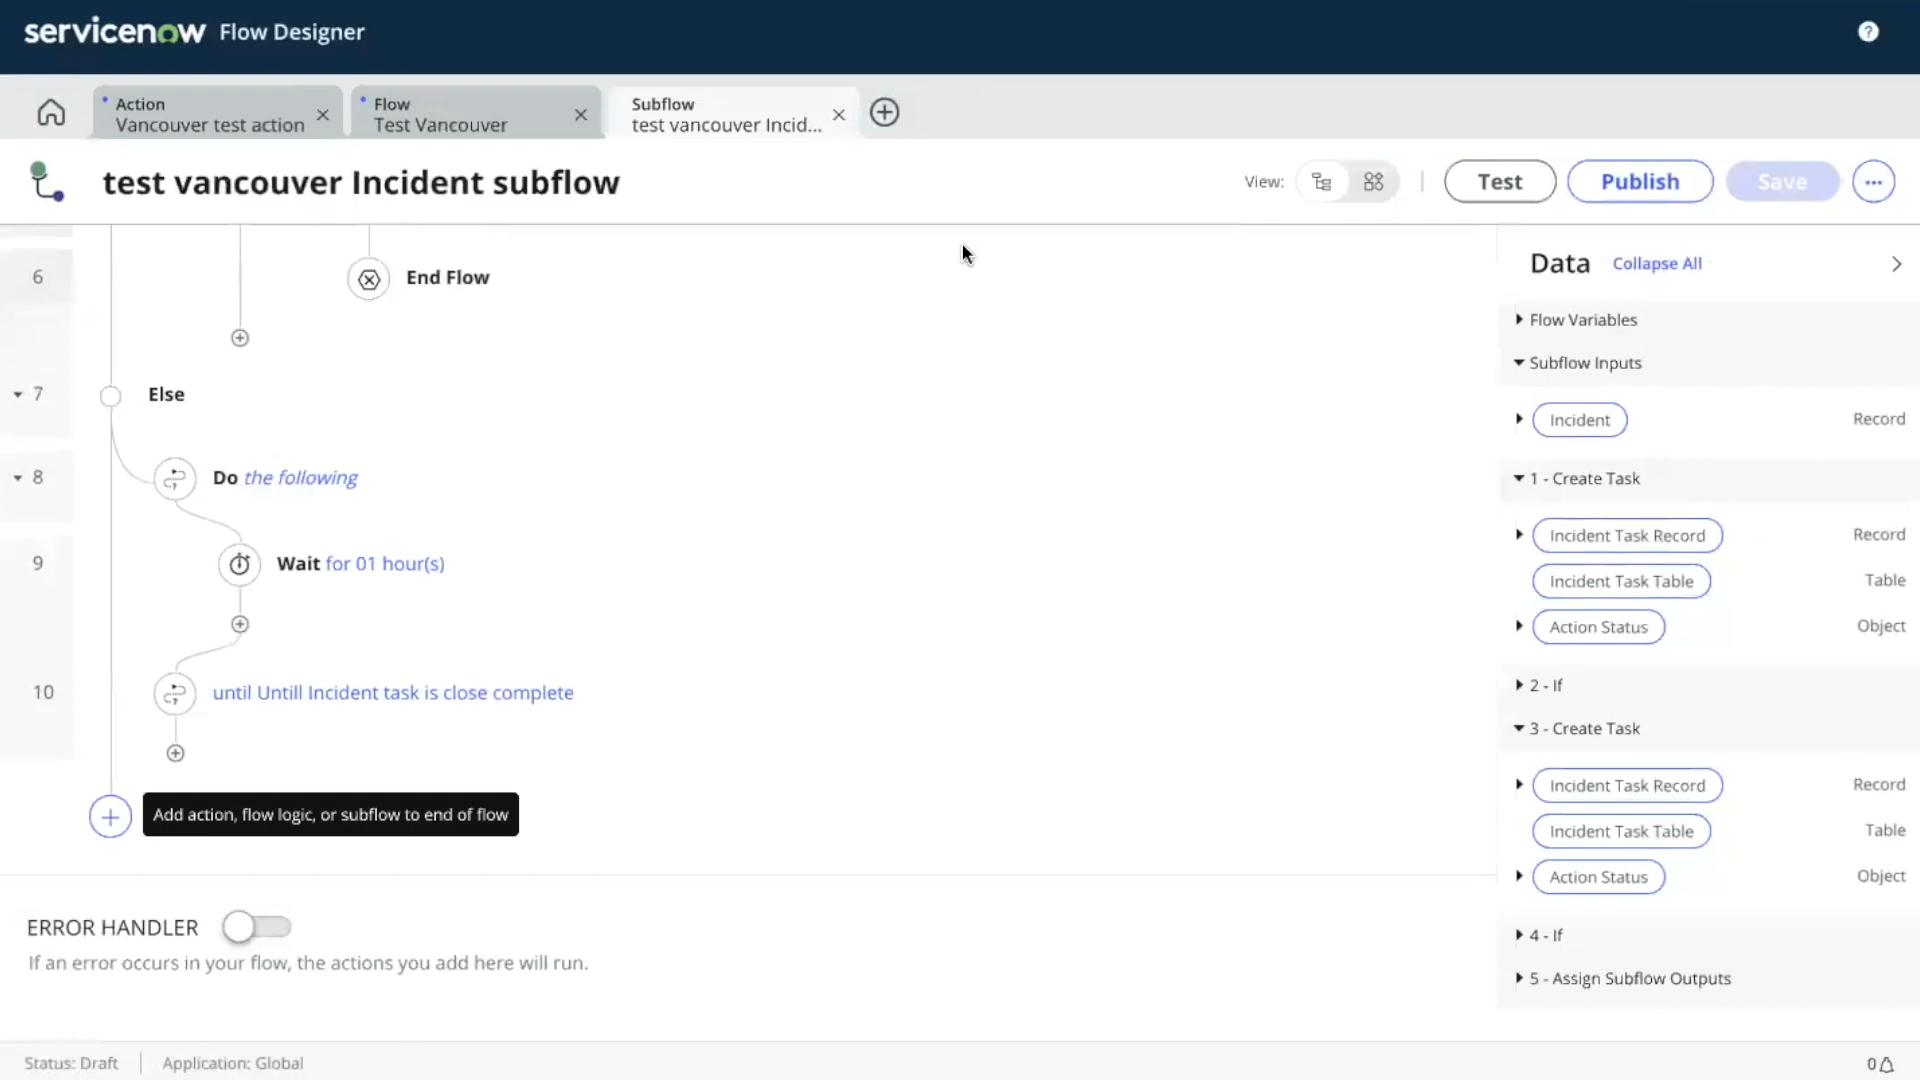 servicenow Flow Designer
?
Action
Vancouver test action
Flow
Test Vancouver
Subflow
test vancouver Incid...
test vancouver Incident subflow
View:
Test
Publish
Save
6
End Flow
7
Else
8
Do the following
9
Wait for 01 hour(s)
10
until Untill Incident task is close complete
Add action, flow logic, or subflow to end of flow
ERROR HANDLER
If an error occurs in your flow, the actions you add here will run.
Data Collapse All
Flow Variables
Subflow Inputs
Incident Record
1 - Create Task
Incident Task Record Record
Incident Task Table Table
Action Status Object
2 - If
3 - Create Task
Incident Task Record Record
Incident Task Table Table
Action Status Object
4 - If
5 - Assign Subflow Outputs
Status: Draft
Application: Global
0